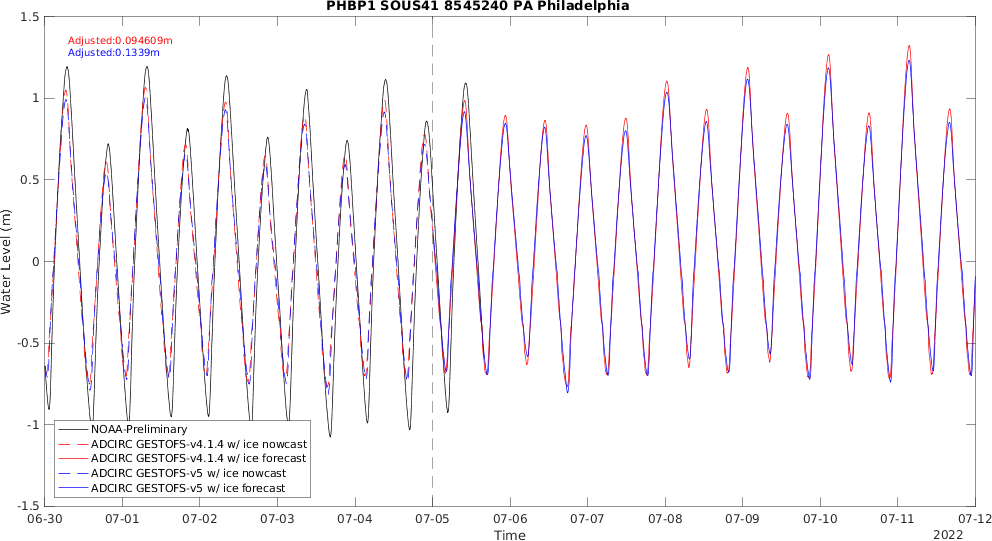 PHBP1 SOUS41 8545240 PA Philadelphia
Adjusted:0.094609m
Adjusted:0.1339m
Water Level (m)
1.5
1
0.5
0
-0.5
-1
-1.5
NOAA-Preliminary
ADCIRC GESTOFS-v4.1.4 w/ ice nowcast
ADCIRC GESTOFS-v4.1.4 w/ ice forecast
ADCIRC GESTOFS-v5 w/ ice nowcast
ADCIRC GESTOFS-v5 w/ ice forecast
06-30 07-01 07-02 07-03 07-04 07-05 07-06 07-07 07-08 07-09 07-10 07-11 07-12
Time
2022